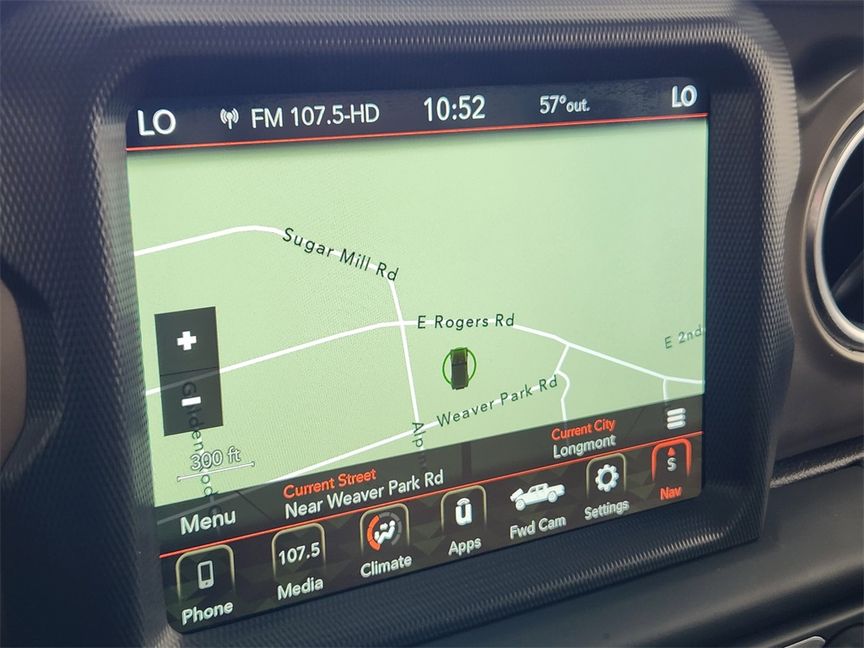 LO FM 107.5-HD 10:52 57°out. LO
Sugar Mill Rd
E Rogers Rd
E 2nd
Weaver Park Rd
300 ft
Current Street
Near Weaver Park Rd
Current City
Longmont
Menu
S
107.5
Phone
Media
Climate
Apps
Fwd Cam
Settings
Nav